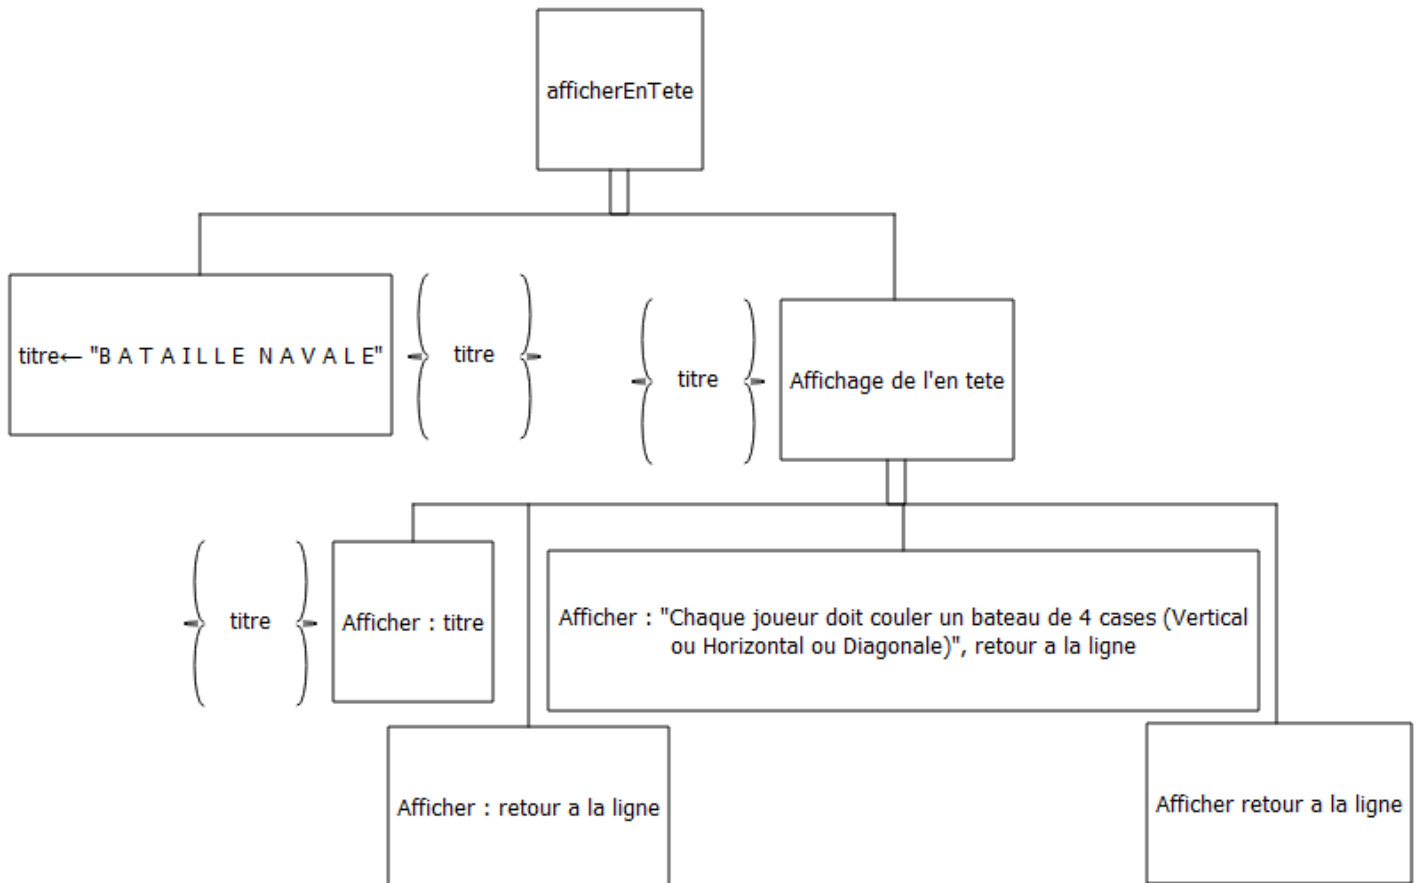 afficherEnTete
titre← "B A T A I L L E  N A V A L E"
titre
titre
Affichage de l'en tete
titre
Afficher : titre
Afficher : "Chaque joueur doit couler un bateau de 4 cases (Vertical
ou Horizontal ou Diagonale)", retour a la ligne
Afficher : retour a la ligne
Afficher retour a la ligne